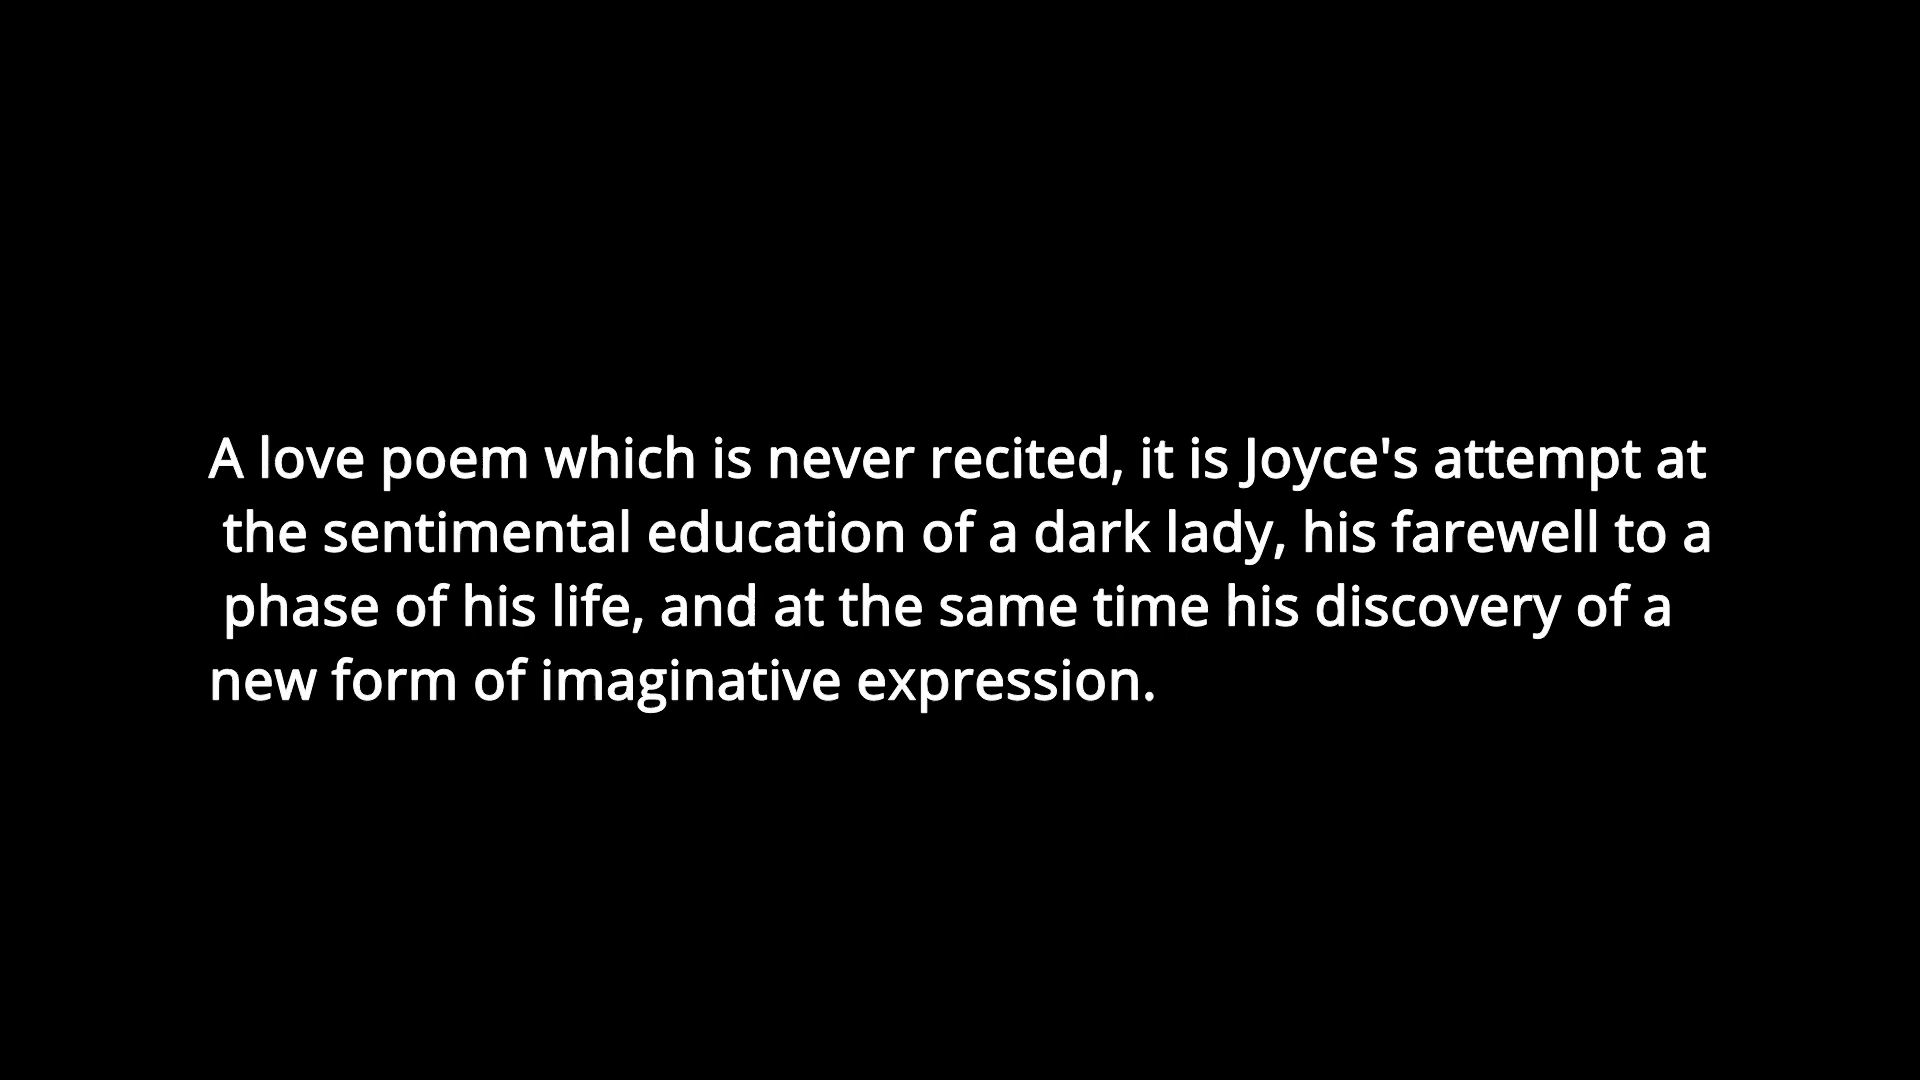 A love poem which is never recited, it is Joyce's attempt at
the sentimental education of a dark lady, his farewell to a
phase of his life, and at the same time his discovery of a
new form of imaginative expression.